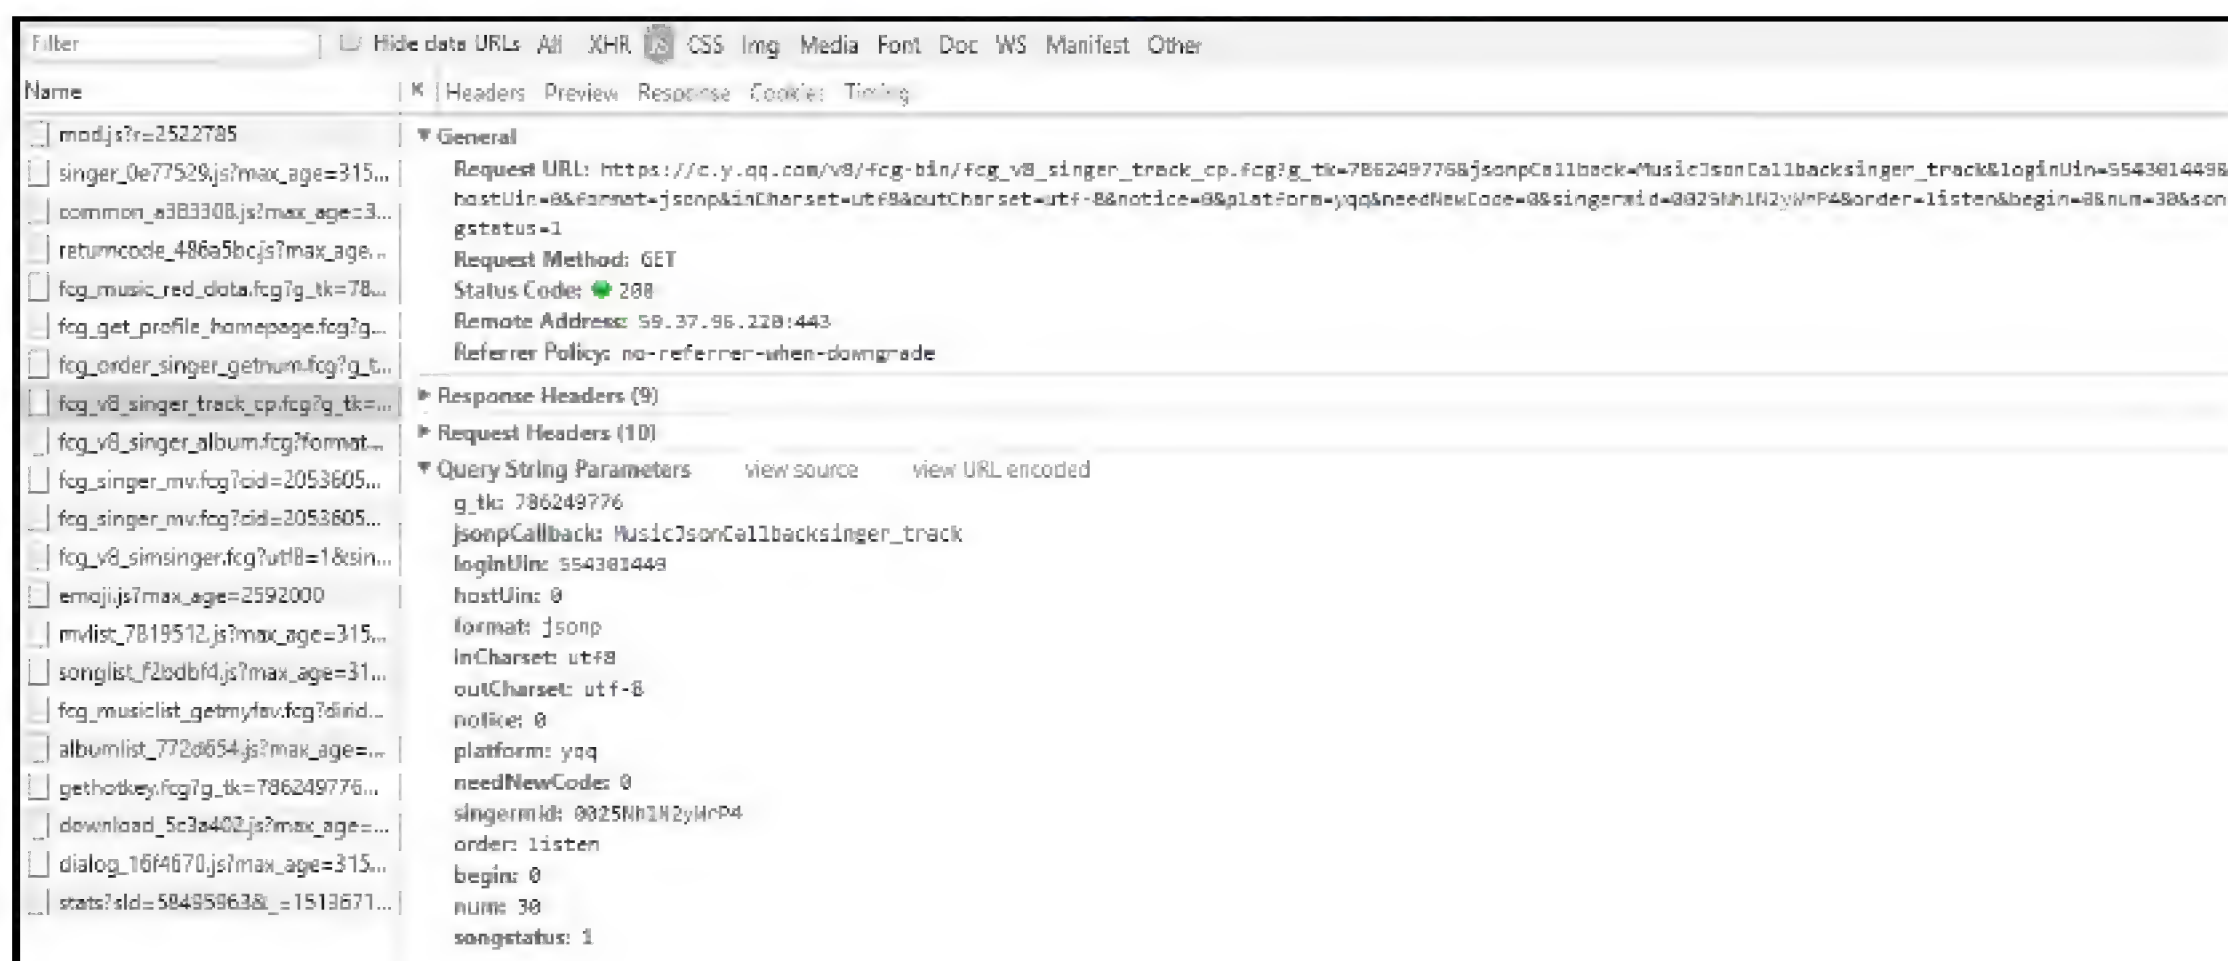 Filter Hide data URLs All XHR JS CSS Img Media Font Doc WS Manifest Other
Name
Headers Preview Response Cookies Timing
mod.js?r=2522785
singer_0e77529.js?max_age=315...
common_a383308.js?max_age=3...
returncode_486a5bc.js?max_age...
fcg_music_red_dota.fcg?g_tk=78...
fcg_get_profile_homepage.fcg?g...
fcg_order_singer_getnum.fcg?g_t...
fcg_v8_singer_track_cp.fcg?g_tk=...
fcg_v8_singer_album.fcg?format...
fcg_singer_mv.fcg?cid=2053605...
fcg_singer_mv.fcg?cid=2053605...
fcg_v8_simsinger.fcg?utf8=1&sin...
emoji.js?max_age=2592000
mvlist_7819512.js?max_age=315...
songlist_f2bdbf4.js?max_age=31...
fcg_musiclist_getmyfav.fcg?dirid...
albumlist_772d654.js?max_age=...
gethotkey.fcg?g_tk=786249776...
download_5c3a402.js?max_age=...
dialog_16f4670.js?max_age=315...
stats?sId=58495963&_=1513671...
General
Request URL: https://c.y.qq.com/v8/fcg-bin/fcg_v8_singer_track_cp.fcg?g_tk=786249776&jsonpCallback=MusicJsonCallbacksinger_track&loginUin=554301449&
hostUin=0&format=jsonp&inCharset=utf8&outCharset=utf-8&notice=0&platform=yqq&needNewCode=0&singermid=0025NhlN2yWrP4&order=listen&begin=0&num=30&son
gstatus=1
Request Method: GET
Status Code: 200
Remote Address: 59.37.96.220:443
Referrer Policy: no-referrer-when-downgrade
Response Headers (9)
Request Headers (10)
Query String Parameters view source view URL encoded
g_tk: 786249776
jsonpCallback: MusicJsonCallbacksinger_track
loginUin: 554301449
hostUin: 0
format: jsonp
inCharset: utf8
outCharset: utf-8
notice: 0
platform: yqq
needNewCode: 0
singermid: 0025NhlN2yWrP4
order: listen
begin: 0
num: 30
songstatus: 1